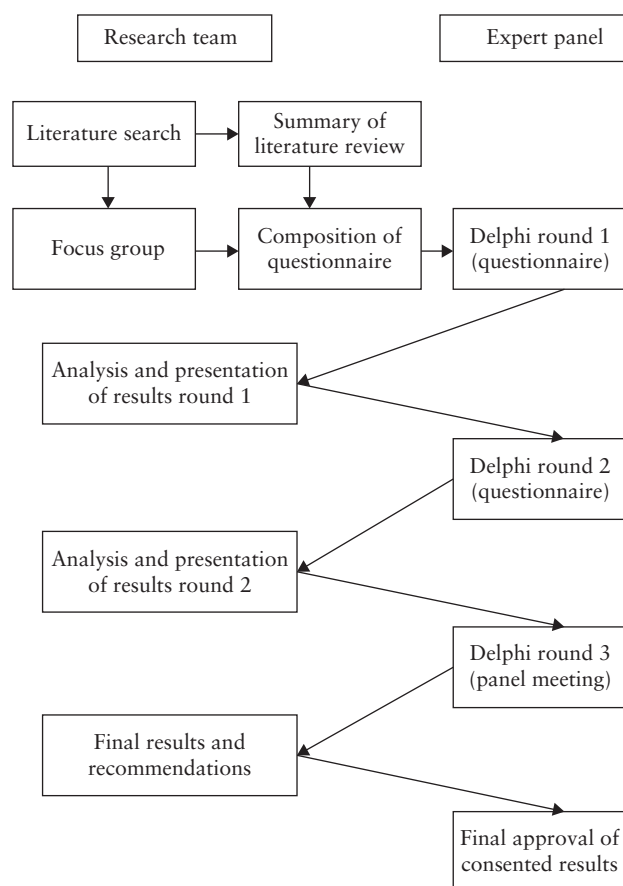 Research team
Expert panel
Literature search
Summary of
literature review
Focus group
Composition of
questionnaire
Delphi round 1
(questionnaire)
Analysis and presentation
of results round 1
Delphi round 2
(questionnaire)
Analysis and presentation
of results round 2
Delphi round 3
(panel meeting)
Final results and
recommendations
Final approval of
consented results